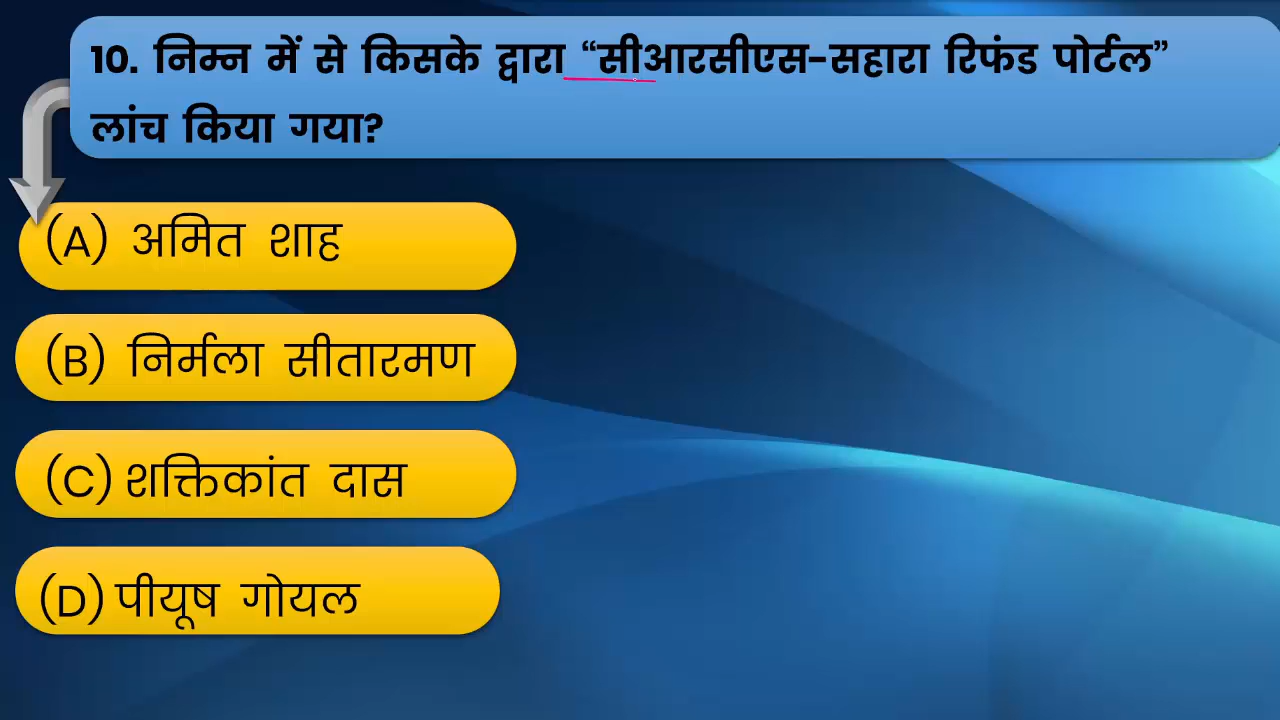 10. निम्न में से किसके द्वारा “सीआरसीएस-सहारा रिफंड पोर्टल”
लांच किया गया?
(A) अमित शाह
(B) निर्मला सीतारमण
(C) शक्तिकांत दास
(D) पीयूष गोयल